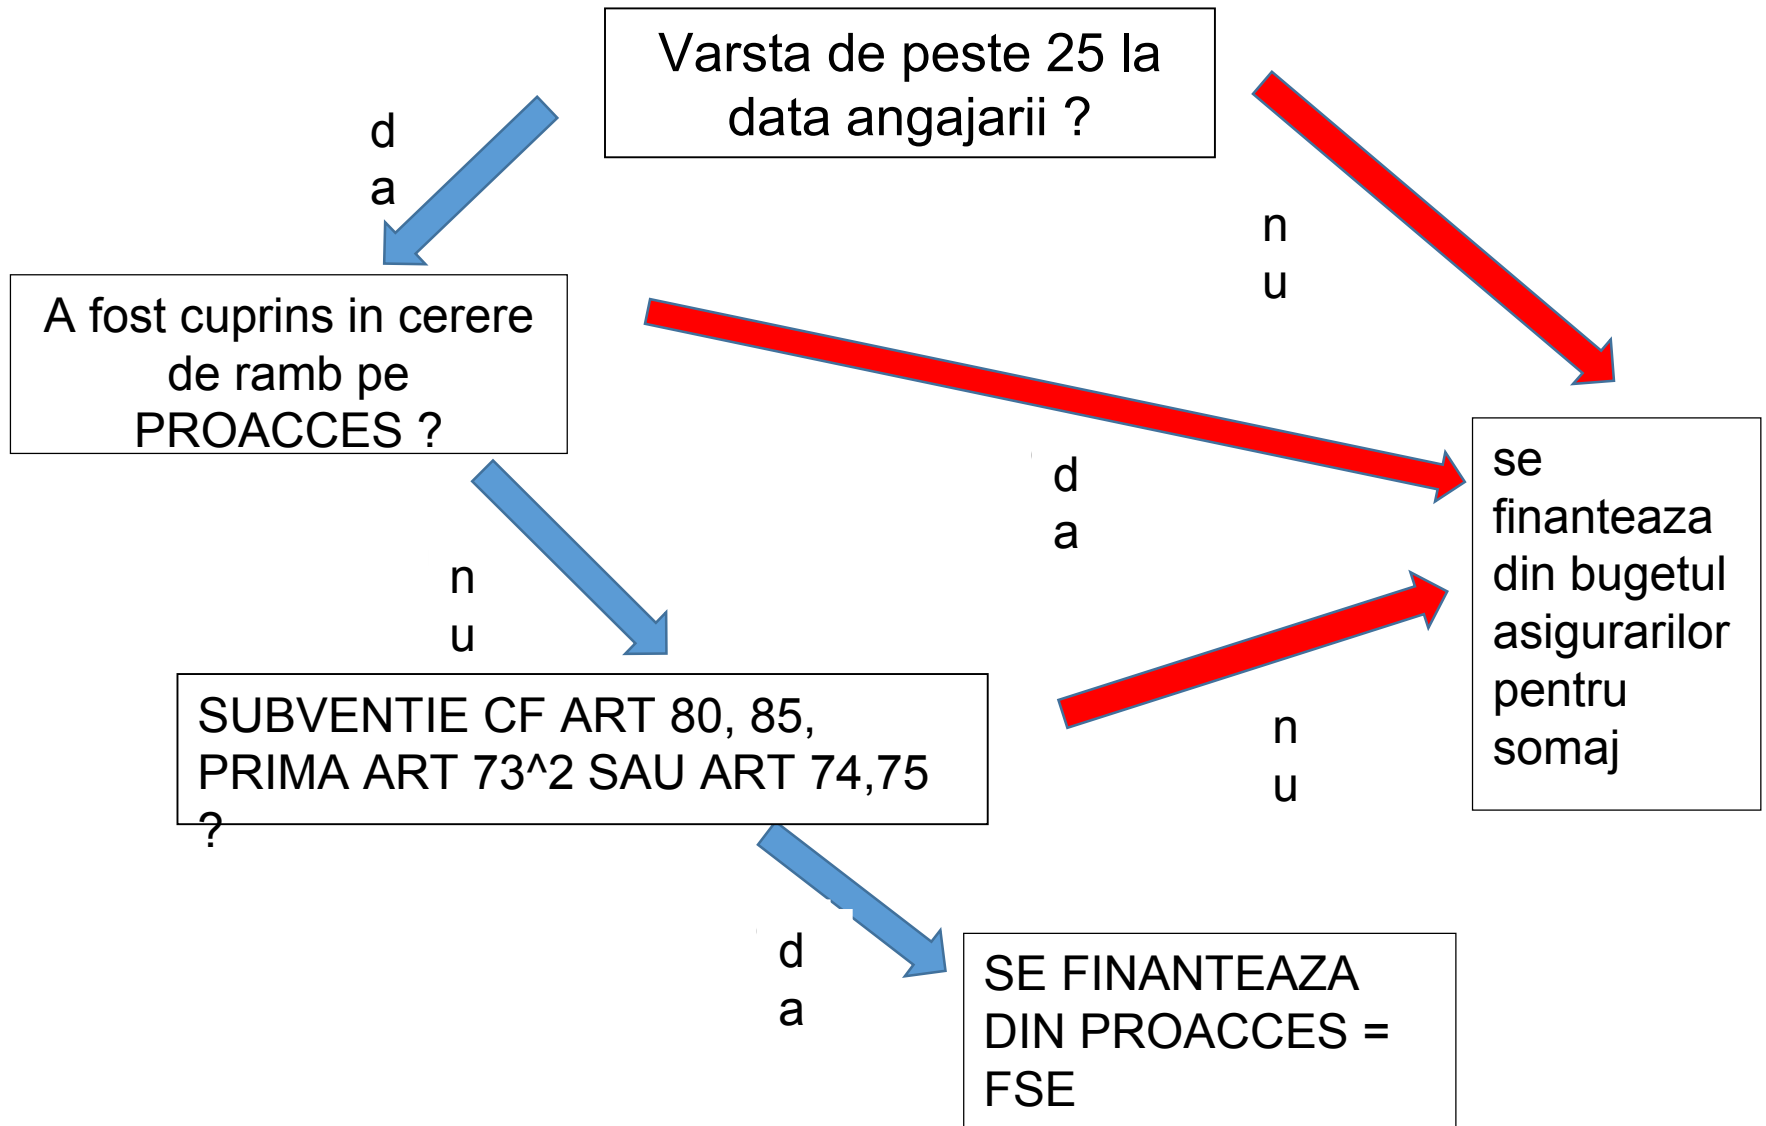 Varsta de peste 25 la
data angajarii ?
d
a
n
u
A fost cuprins in cerere
de ramb pe
PROACCES ?
d
a
n
u
se
finanteaza
din bugetul
asigurarilor
pentru
somaj
SUBVENTIE CF ART 80, 85,
PRIMA ART 73^2 SAU ART 74,75
?
n
u
d
a
SE FINANTEAZA
DIN PROACCES =
FSE